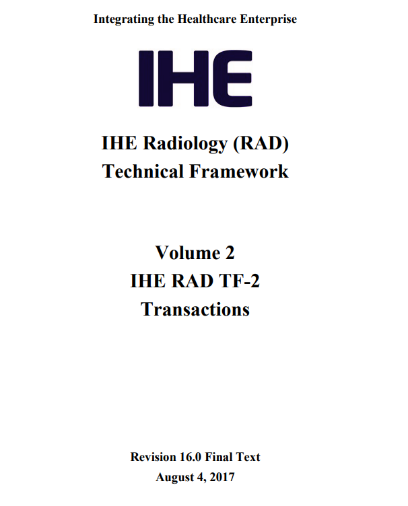 Integrating the Healthcare Enterprise
IHE
IHE Radiology (RAD)
Technical Framework
Volume 2
IHE RAD TF-2
Transactions
Revision 16.0 Final Text
August 4, 2017